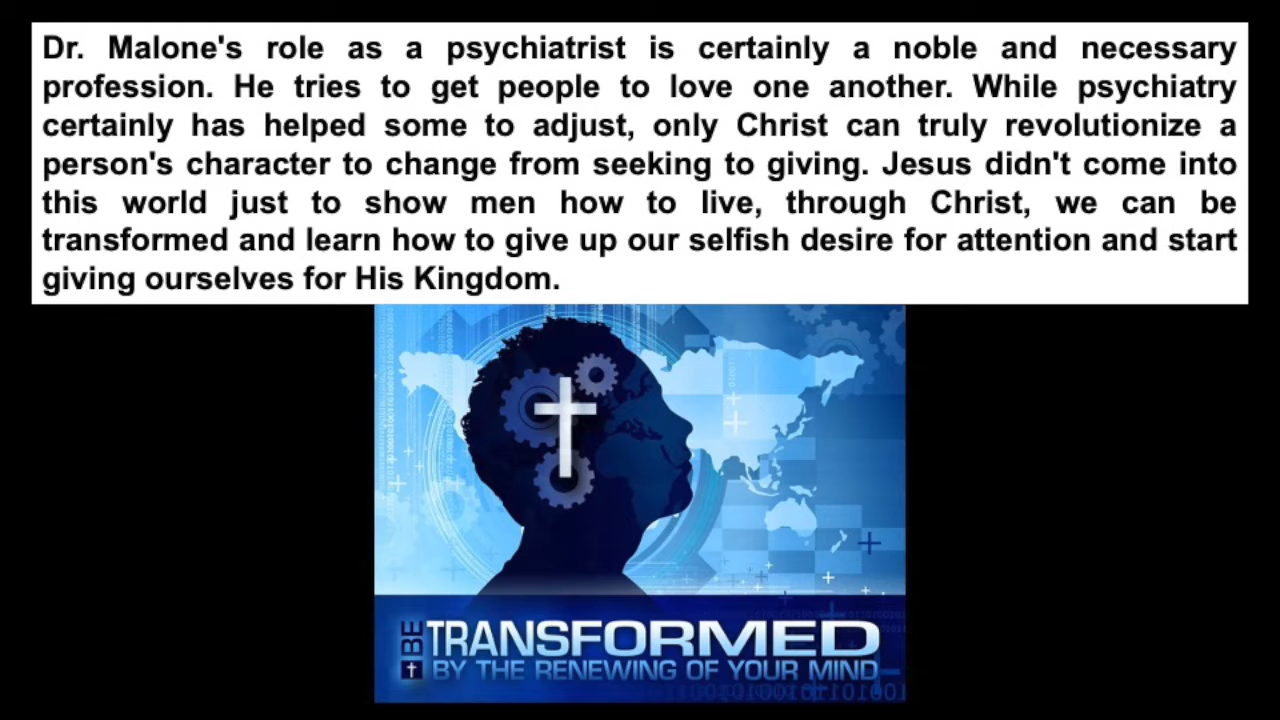 Dr. Malone's role as a psychiatrist is certainly a noble and necessary
profession. He tries to get people to love one another. While psychiatry
certainly has helped some to adjust, only Christ can truly revolutionize a
person's character to change from seeking to giving. Jesus didn't come into
this world just to show men how to live, through Christ, we can be
transformed and learn how to give up our selfish desire for attention and start
giving ourselves for His Kingdom.
BE TRANSFORMED
BY THE RENEWING OF YOUR MIND